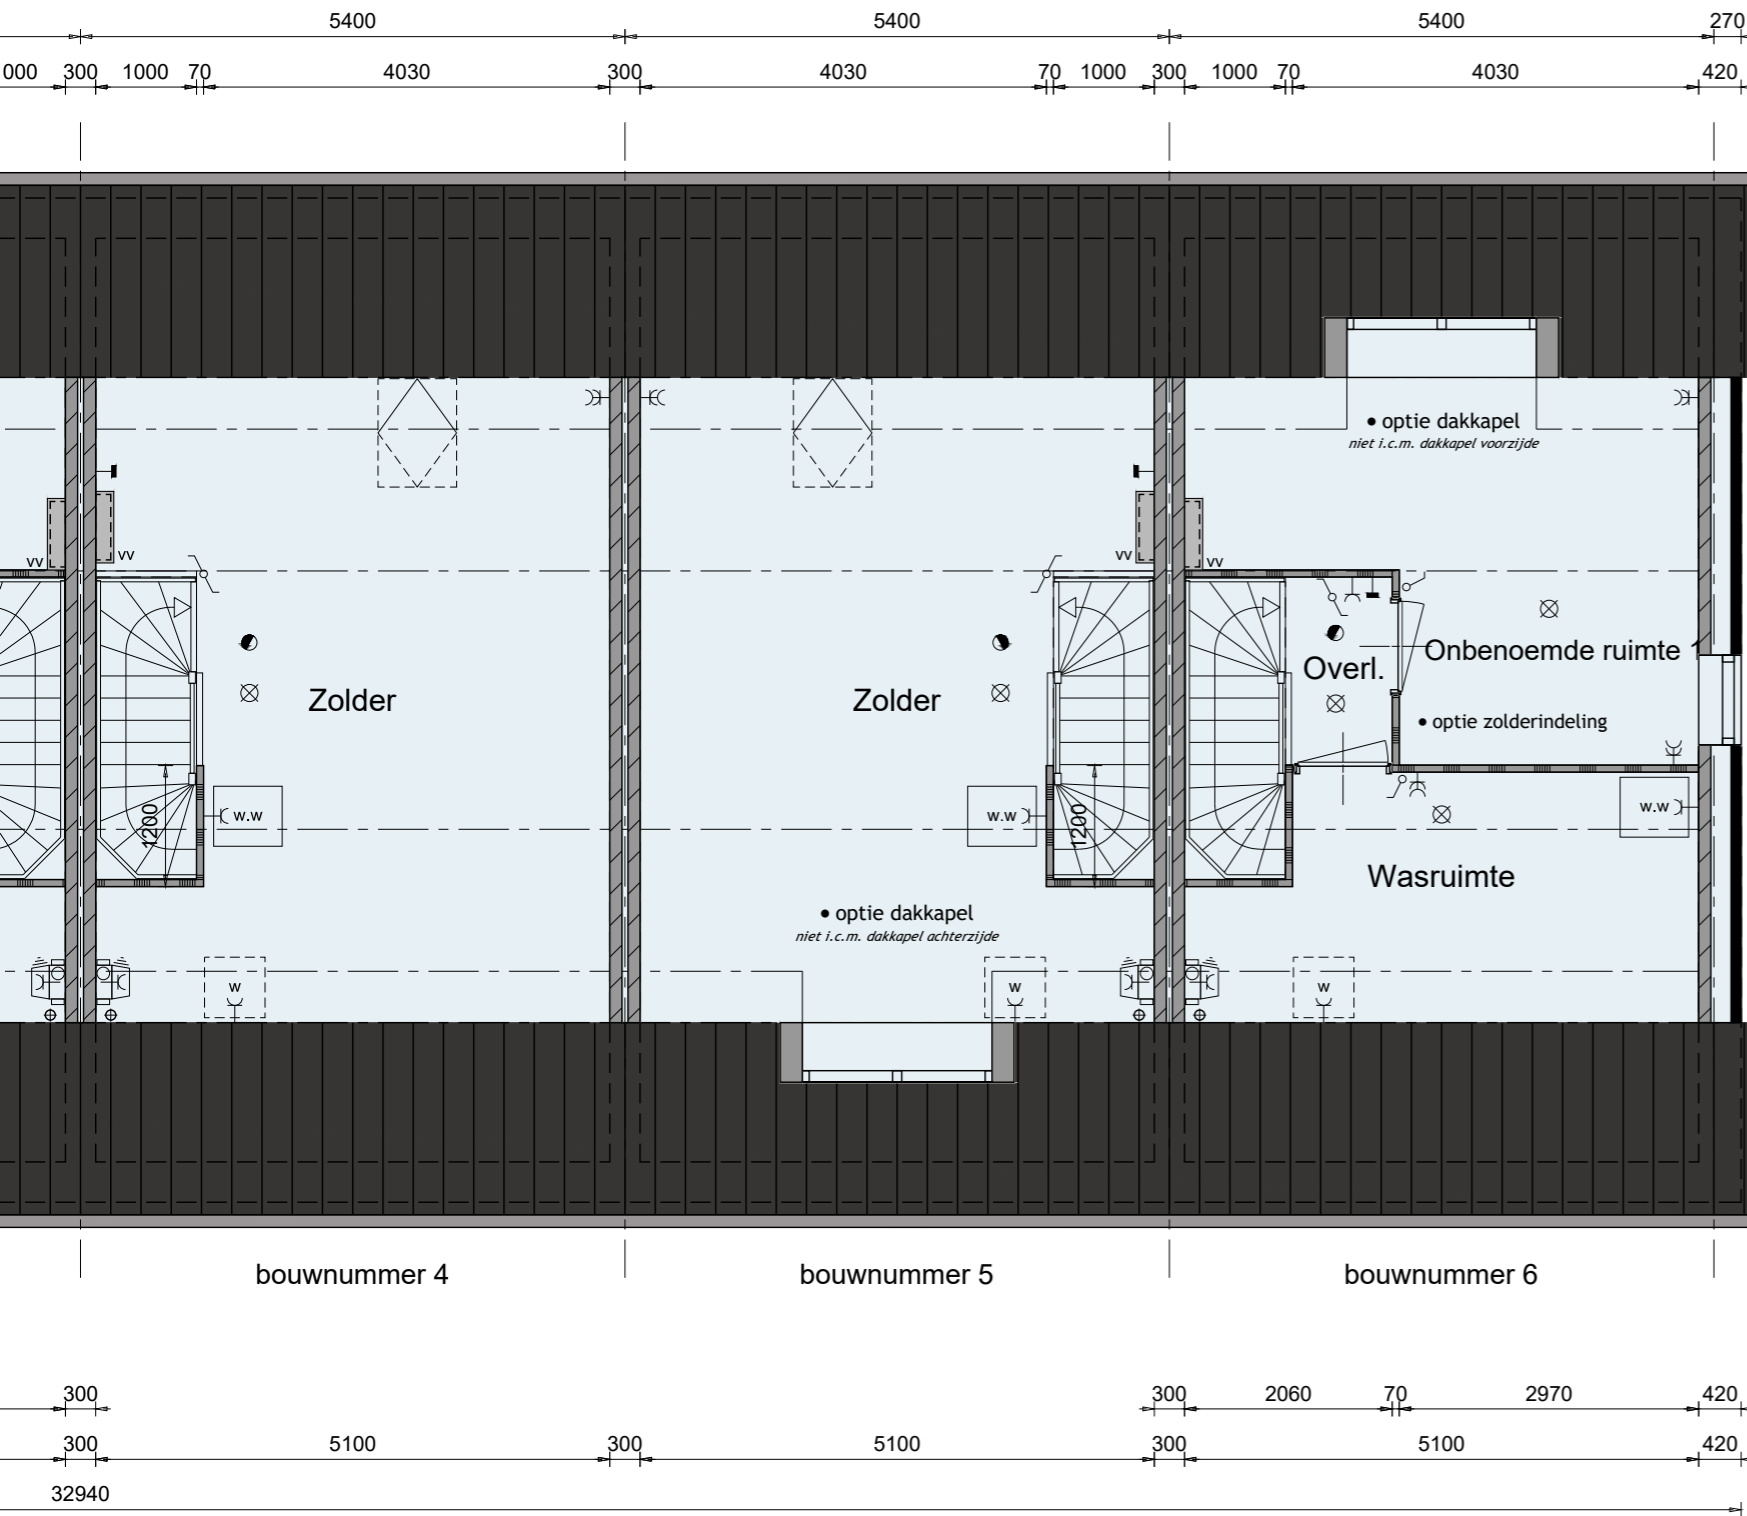 5400 5400 5400 270
000 300 1000 70 4030 300 4030 70 1000 300 1000 70 4030 420
• optie dakkapel
niet i.c.m. dakkapel voorzijde
vv vv vv vv
Zolder Zolder Overl. Onbenoemde ruimte 1
• optie zolderindeling
1200 w.w w.w 1200 w.w
Wasruimte
• optie dakkapel
niet i.c.m. dakkapel achterzijde
w w w
bouwnummer 4 bouwnummer 5 bouwnummer 6
300 300 2060 70 2970 420
300 5100 300 5100 300 5100 420
32940